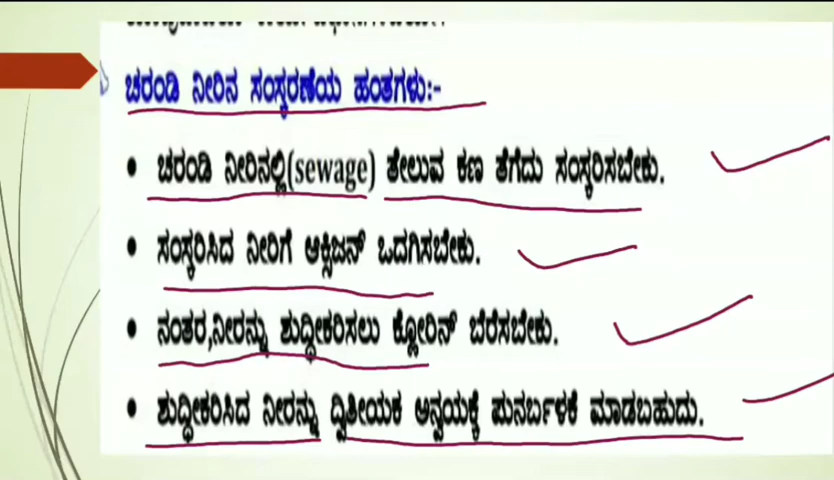 ಚರಂಡಿ ನೀರಿನ ಸಂಸ್ಕರಣೆಯ ಹಂತಗಳು:-
• ಚರಂಡಿ ನೀರಿನಲ್ಲಿ(sewage) ತೇಲುವ ಕಣ ತೆಗೆದು ಸಂಸ್ಕರಿಸಬೇಕು.
• ಸಂಸ್ಕರಿಸಿದ ನೀರಿಗೆ ಆಕ್ಸಿಜನ್ ಒದಗಿಸಬೇಕು.
• ನಂತರ,ನೀರನ್ನು ಶುದ್ಧೀಕರಿಸಲು ಕ್ಲೋರಿನ್ ಬೆರೆಸಬೇಕು.
• ಶುದ್ಧೀಕರಿಸಿದ ನೀರನ್ನು ದ್ವಿತೀಯಕ ಅನ್ವಯಕ್ಕೆ ಪುನರ್ಬಳಕೆ ಮಾಡಬಹುದು.